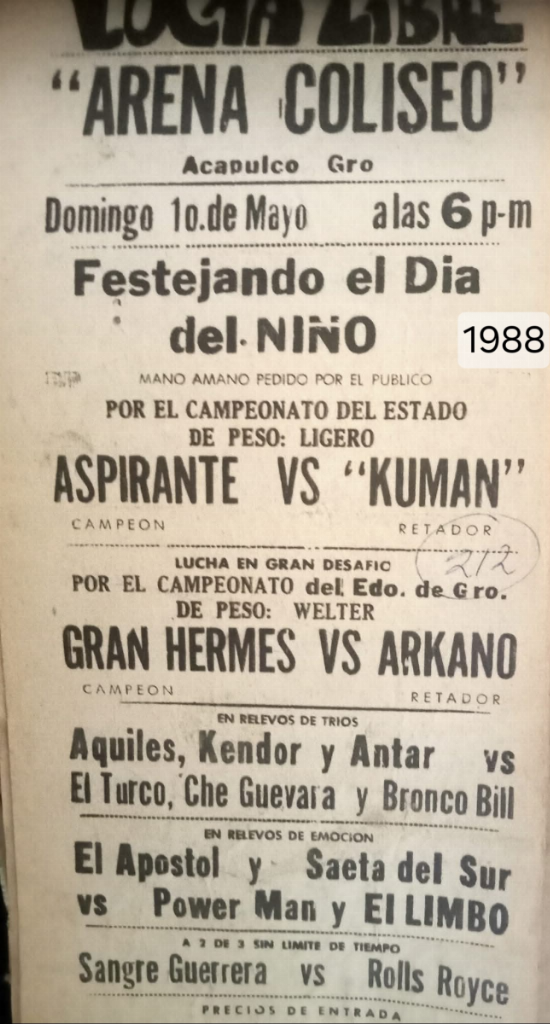 LUCHA LIBRE
"ARENA COLISEO"
Acapulco Gro
Domingo 1o.de Mayo a las 6 p-m
Festejando el Dia
del NIÑO
1988
MANO AMANO PEDIDO POR EL PUBLICO
POR EL CAMPEONATO DEL ESTADO
DE PESO: LIGERO
ASPIRANTE VS "KUMAN"
CAMPEON RETADOR
212
LUCHA EN GRAN DESAFIO
POR EL CAMPEONATO del Edo. de Gro.
DE PESO: WELTER
GRAN HERMES VS ARKANO
CAMPEON RETADOR
EN RELEVOS DE TRIOS
Aquiles, Kendor y Antar vs
El Turco, Che Guevara y Bronco Bill
EN RELEVOS DE EMOCION
El Apostol y Saeta del Sur
vs Power Man y El LIMBO
A 2 DE 3 SIN LIMITE DE TIEMPO
Sangre Guerrera vs Rolls Royce
PRECIOS DE ENTRADA